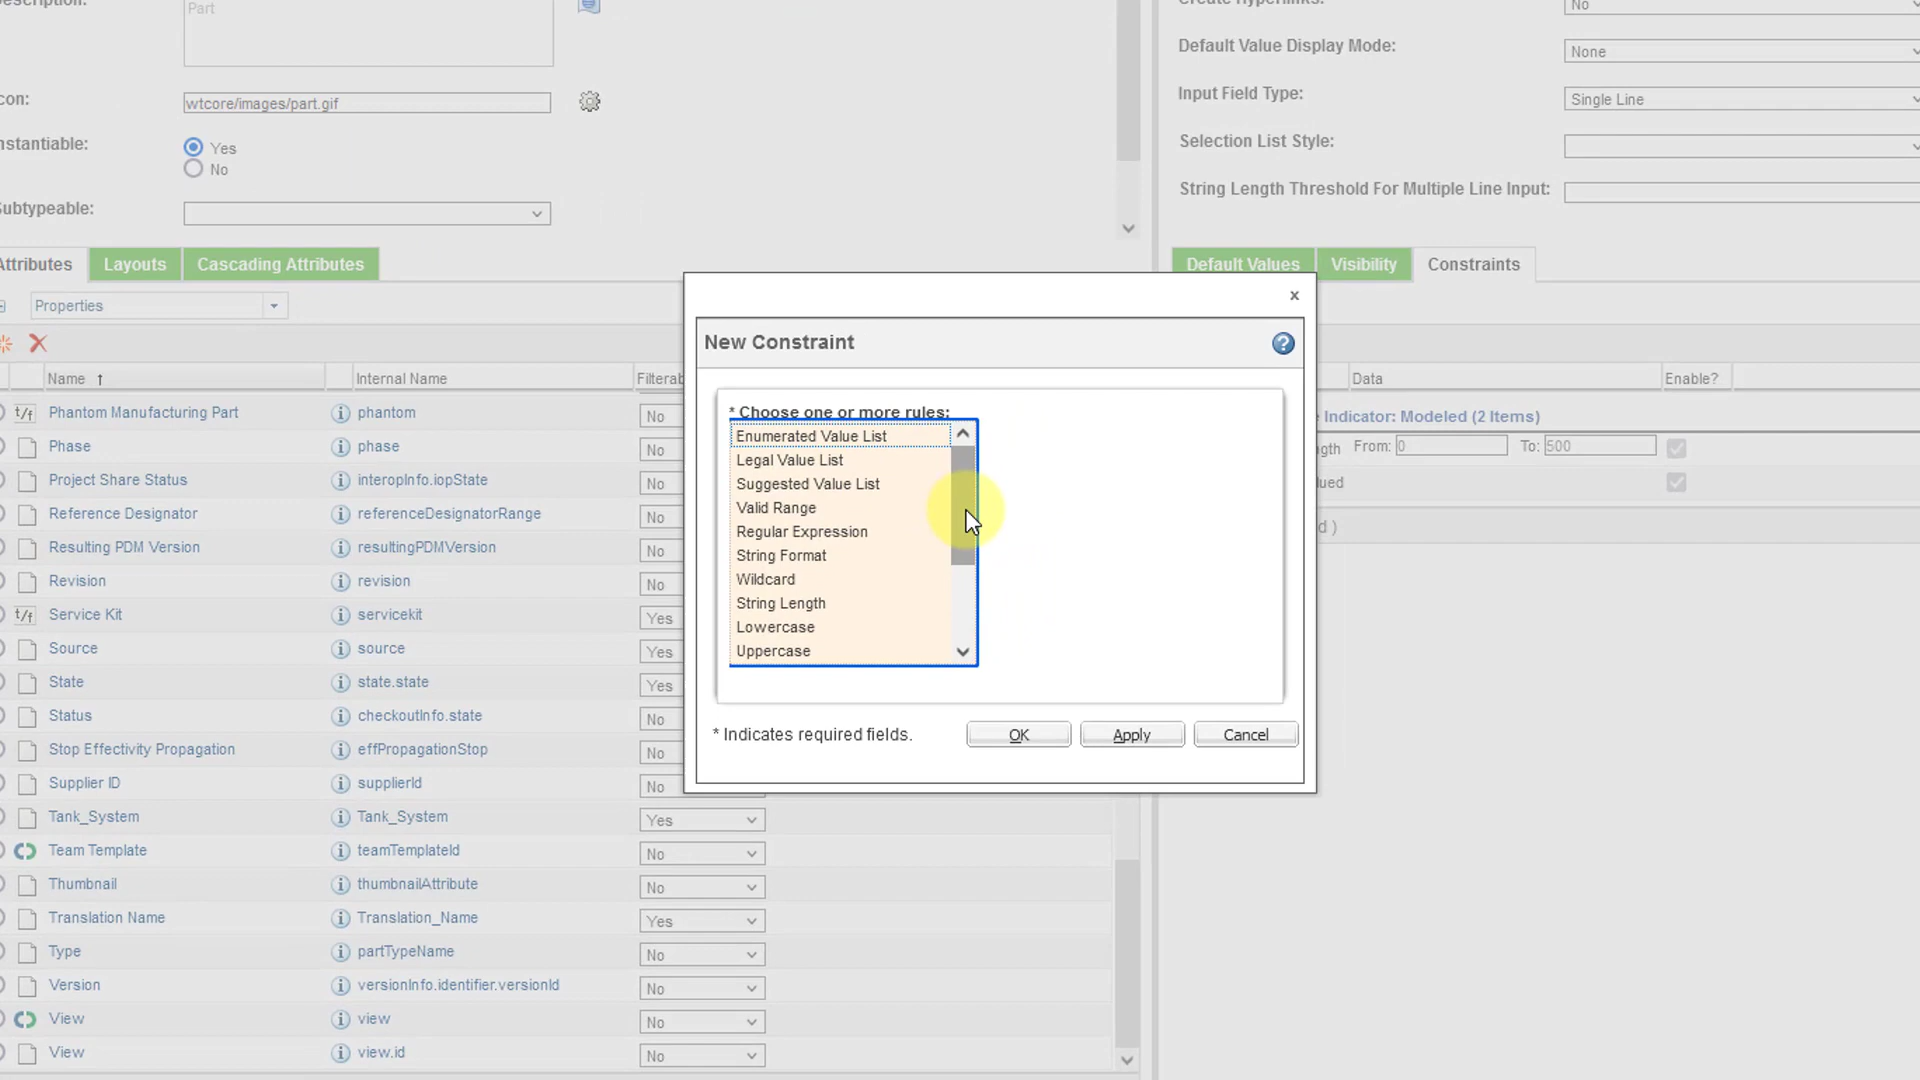 Description:
Part
Create Hyperlinks:
No
Default Value Display Mode:
None
con:
wtcore/images/part.gif
Input Field Type:
Single Line
nstantiable:
Yes
No
Selection List Style:
String Length Threshold For Multiple Line Input:
Subtypeable:
Attributes
Layouts
Cascading Attributes
Default Values
Visibility
Constraints
Properties
x
New Constraint
?
Name ↑
Internal Name
Filterab
Data
Enable?
* Choose one or more rules:
Enumerated Value List
Legal Value List
Suggested Value List
Valid Range
Regular Expression
String Format
Wildcard
String Length
Lowercase
Uppercase
* Indicates required fields.
OK
Apply
Cancel
e Indicator: Modeled (2 Items)
ngth From: 0 To: 500
lued
d )
t/f Phantom Manufacturing Part i phantom No
Phase i phase No
Project Share Status i interopInfo.iopState No
Reference Designator i referenceDesignatorRange No
Resulting PDM Version i resultingPDMVersion No
Revision i revision No
t/f Service Kit i servicekit Yes
Source i source Yes
State i state.state Yes
Status i checkoutInfo.state No
Stop Effectivity Propagation i effPropagationStop No
Supplier ID i supplierId No
Tank_System i Tank_System Yes
Team Template i teamTemplateId No
Thumbnail i thumbnailAttribute No
Translation Name i Translation_Name Yes
Type i partTypeName No
Version i versionInfo.identifier.versionId No
View i view No
View i view.id No